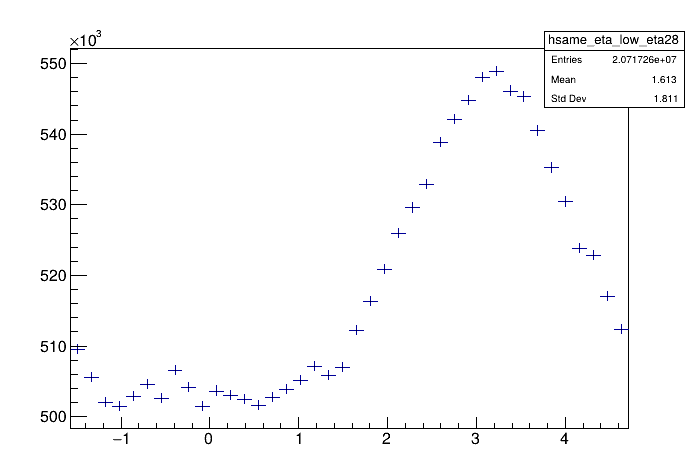 ×10³
hsame_eta_low_eta28
Entries 2.071726e+07
Mean 1.613
Std Dev 1.811
550
540
530
520
510
500
−1 0 1 2 3 4